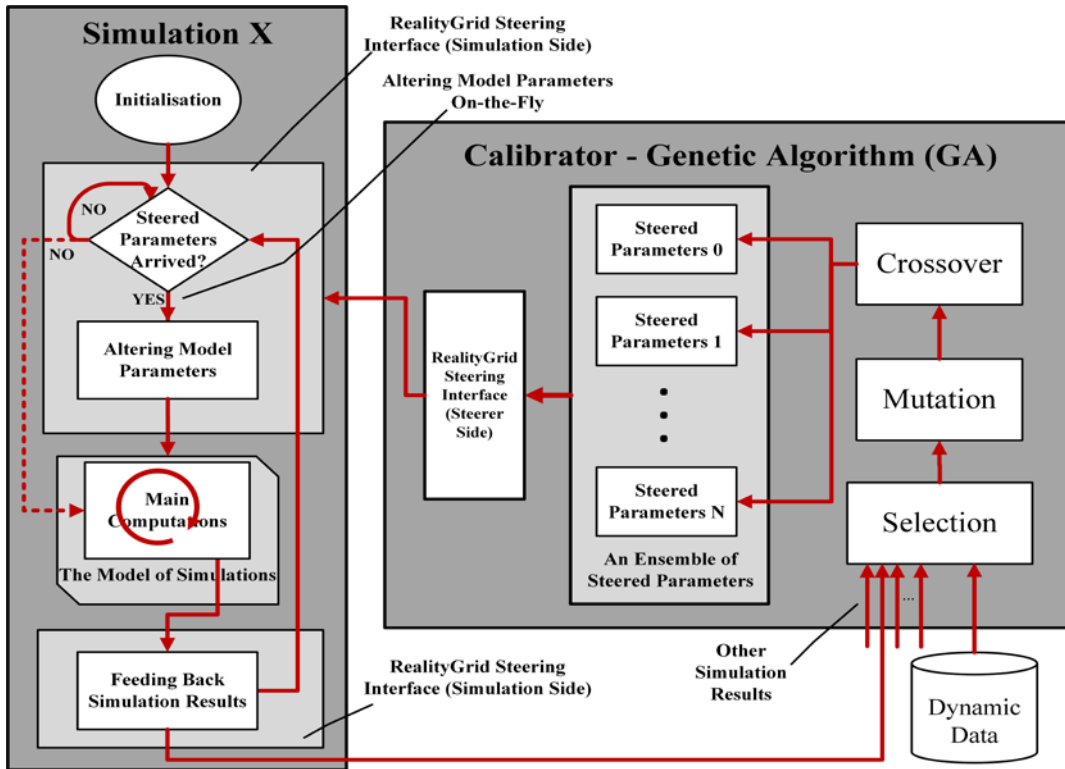 Simulation X
Initialisation
NO
NO
Steered
Parameters
Arrived?
YES
Altering Model
Parameters
Main
Computations
The Model of Simulations
Feeding Back
Simulation Results
RealityGrid Steering
Interface (Simulation Side)
Altering Model Parameters
On-the-Fly
RealityGrid Steering
Interface (Simulation Side)
Calibrator - Genetic Algorithm (GA)
RealityGrid
Steering
Interface
(Steerer
Side)
Steered
Parameters 0
Steered
Parameters 1
Steered
Parameters N
An Ensemble of
Steered Parameters
Crossover
Mutation
Selection
...
Other
Simulation
Results
Dynamic
Data